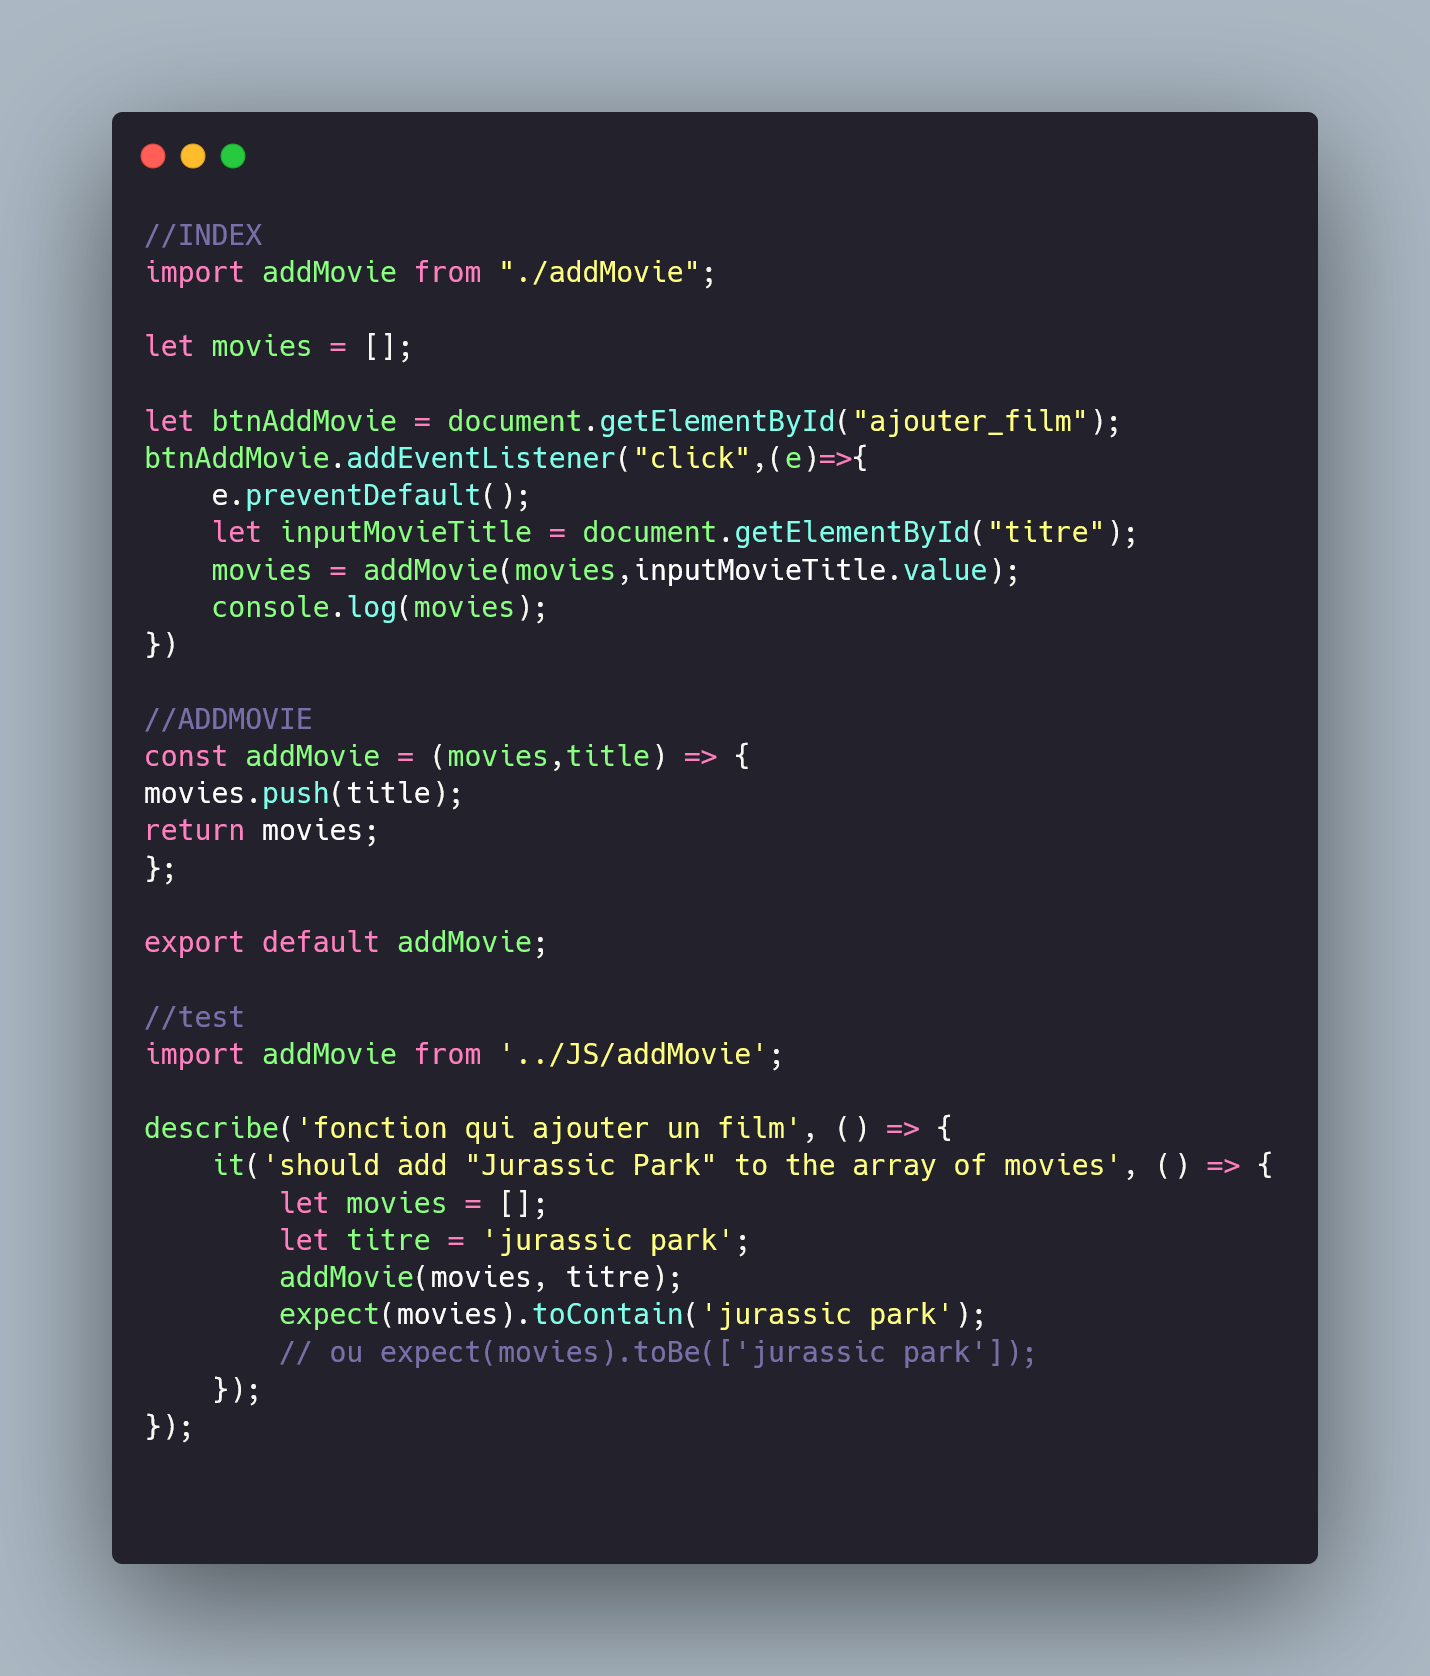 //INDEX
import addMovie from "./addMovie";

let movies = [];

let btnAddMovie = document.getElementById("ajouter_film");
btnAddMovie.addEventListener("click",(e)=>{
    e.preventDefault();
    let inputMovieTitle = document.getElementById("titre");
    movies = addMovie(movies,inputMovieTitle.value);
    console.log(movies);
})

//ADDMOVIE
const addMovie = (movies,title) => {
movies.push(title);
return movies;
};

export default addMovie;

//test
import addMovie from '../JS/addMovie';

describe('fonction qui ajouter un film', () => {
    it('should add "Jurassic Park" to the array of movies', () => {
        let movies = [];
        let titre = 'jurassic park';
        addMovie(movies, titre);
        expect(movies).toContain('jurassic park');
        // ou expect(movies).toBe(['jurassic park']);
    });
});